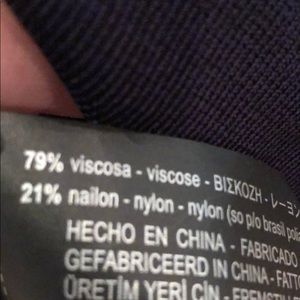 79% viscosa - viscose - ΒΙΣΚΟΖΗ - レーヨン
21% nailon - nylon - nylon (so p/o brasil polia
HECHO EN CHINA - FABRICADO
GEFABRICEERD IN CHINA - FATTO
ÜRETİM YERİ ÇİN -